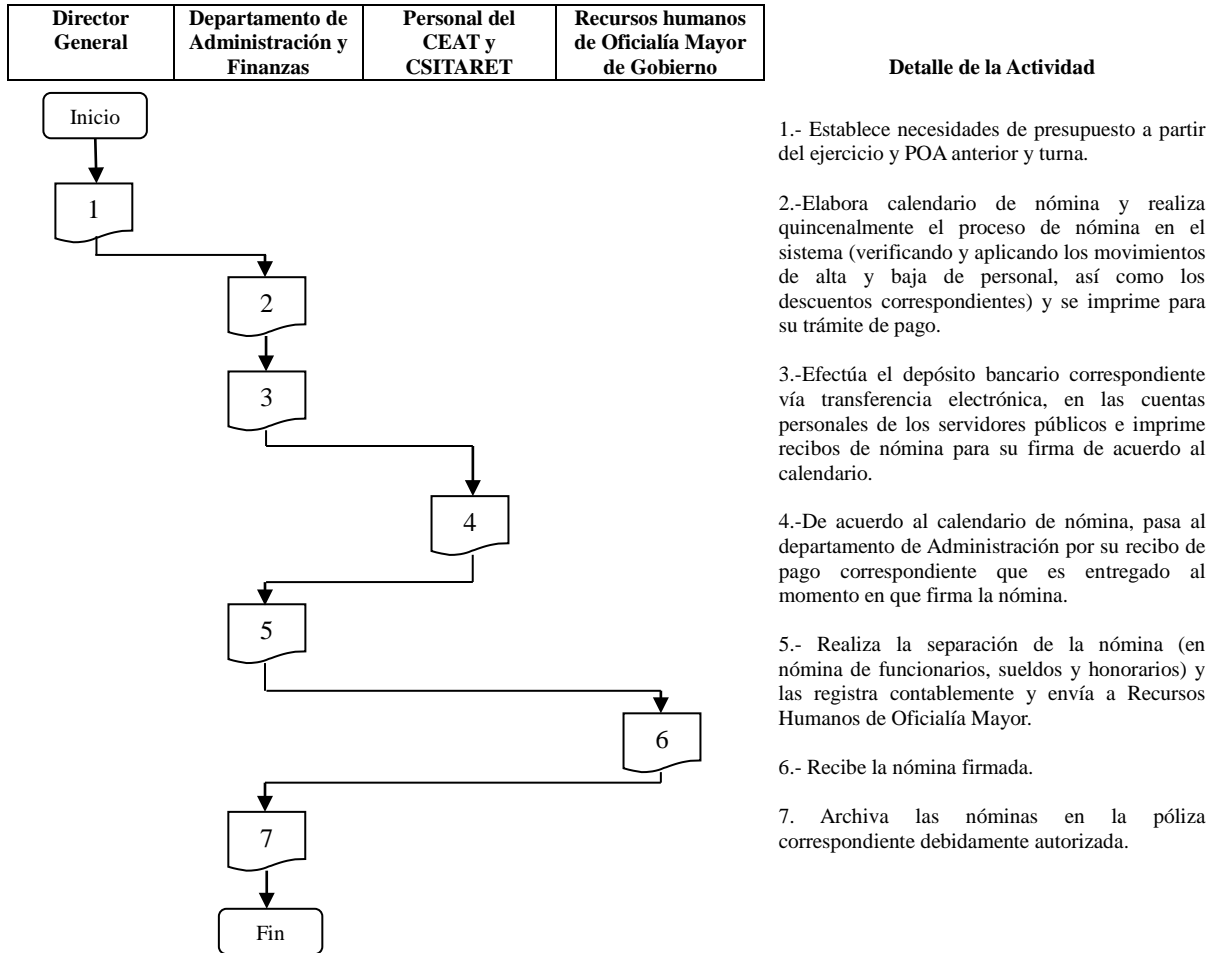 Director
General
Departamento de
Administración y
Finanzas
Personal del
CEAT y
CSITARET
Recursos humanos
de Oficialía Mayor
de Gobierno
Detalle de la Actividad
Inicio
1
2
3
4
5
6
7
Fin
1.- Establece necesidades de presupuesto a partir
del ejercicio y POA anterior y turna.
2.-Elabora calendario de nómina y realiza
quincenalmente el proceso de nómina en el
sistema (verificando y aplicando los movimientos
de alta y baja de personal, así como los
descuentos correspondientes) y se imprime para
su trámite de pago.
3.-Efectúa el depósito bancario correspondiente
vía transferencia electrónica, en las cuentas
personales de los servidores públicos e imprime
recibos de nómina para su firma de acuerdo al
calendario.
4.-De acuerdo al calendario de nómina, pasa al
departamento de Administración por su recibo de
pago correspondiente que es entregado al
momento en que firma la nómina.
5.- Realiza la separación de la nómina (en
nómina de funcionarios, sueldos y honorarios) y
las registra contablemente y envía a Recursos
Humanos de Oficialía Mayor.
6.- Recibe la nómina firmada.
7. Archiva las nóminas en la póliza
correspondiente debidamente autorizada.